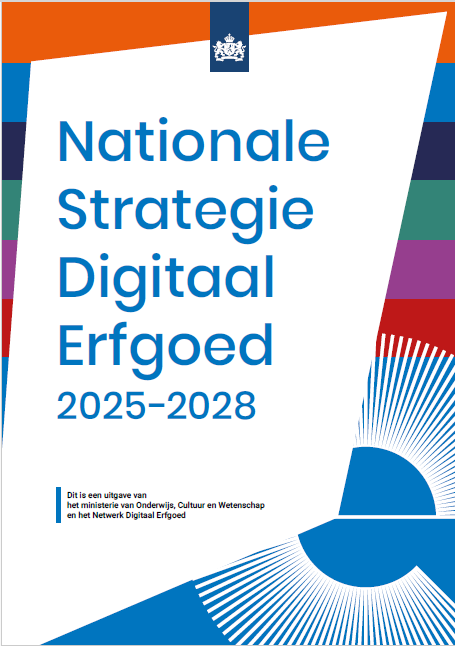 Nationale
Strategie
Digitaal
Erfgoed
2025-2028
Dit is een uitgave van
het ministerie van Onderwijs, Cultuur en Wetenschap
en het Netwerk Digitaal Erfgoed